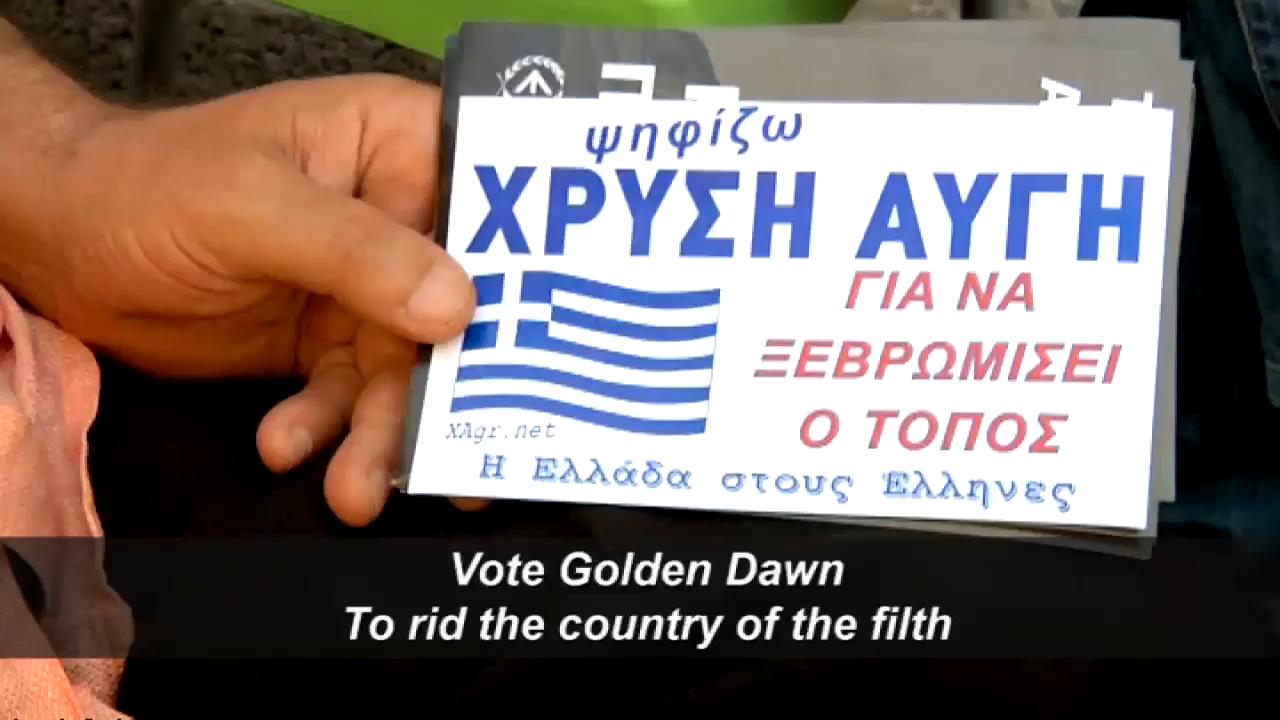 ψηφίζω
ΧΡΥΣΗ ΑΥΓΗ
ΓΙΑ ΝΑ
ΞΕΒΡΩΜΙΣΕΙ
Ο ΤΟΠΟΣ
XAgr.net
Η Ελλάδα στους Έλληνες
Vote Golden Dawn
To rid the country of the filth